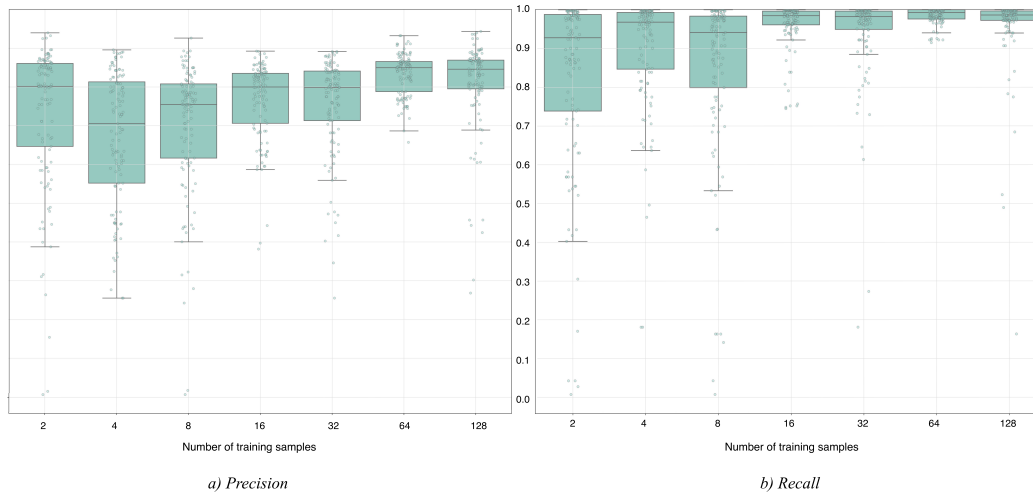 1.0
0.9
0.8
0.7
0.6
0.5
0.4
0.3
0.2
0.1
0.0
2 4 8 16 32 64 128
2 4 8 16 32 64 128
Number of training samples
Number of training samples
a) Precision
b) Recall